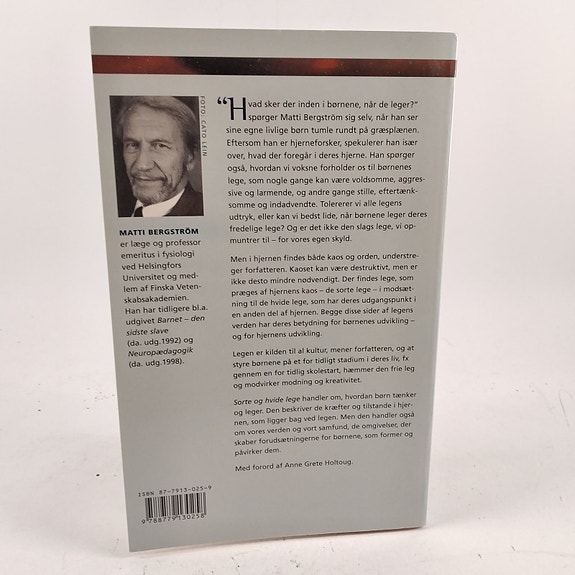 FOTO: CATO LEIN
MATTI BERGSTRÖM
er læge og professor
emeritus i fysiologi
ved Helsingfors
Universitet og med-
lem af Finska Veten-
skabsakademien.
Han har tidligere bl.a.
udgivet Barnet – den
sidste slave
(da. udg.1992) og
Neuropædagogik
(da. udg.1998).
“Hvad sker der inden i børnene, når de leger?”
spørger Matti Bergström sig selv, når han ser
sine egne livlige børn tumle rundt på græsplænen.
Eftersom han er hjerneforsker, spekulerer han især
over, hvad der foregår i deres hjerne. Han spørger
også, hvordan vi voksne forholder os til børnenes
lege, som nogle gange kan være voldsomme, aggres-
sive og larmende, og andre gange stille, eftertænk-
somme og indadvendte. Tolererer vi alle legens
udtryk, eller kan vi bedst lide, når børnene leger deres
fredelige lege? Og er det ikke den slags lege, vi op-
muntrer til – for vores egen skyld.
Men i hjernen findes både kaos og orden, understre-
ger forfatteren. Kaoset kan være destruktivt, men er
ikke desto mindre nødvendigt. Der findes lege, som
præges af hjernens kaos – de sorte lege – i modsæt-
ning til de hvide lege, som har deres udgangspunkt i
en anden del af hjernen. Begge disse sider af legens
verden har deres betydning for børnenes udvikling –
og for hjernens udvikling.
Legen er kilden til al kultur, mener forfatteren, og at
styre børnene på et for tidligt stadium i deres liv, fx
gennem en for tidlig skolestart, hæmmer den frie leg
og modvirker modning og kreativitet.
Sorte og hvide lege handler om, hvordan børn tænker
og leger. Den beskriver de kræfter og tilstande i hjer-
nen, som ligger bag ved legen. Men den handler også
om vores verden og vort samfund, de omgivelser, der
skaber forudsætningerne for børnene, som former og
påvirker dem.
Med forord af Anne Grete Holtoug.
ISBN 87-7913-025-9
9 788779 130258